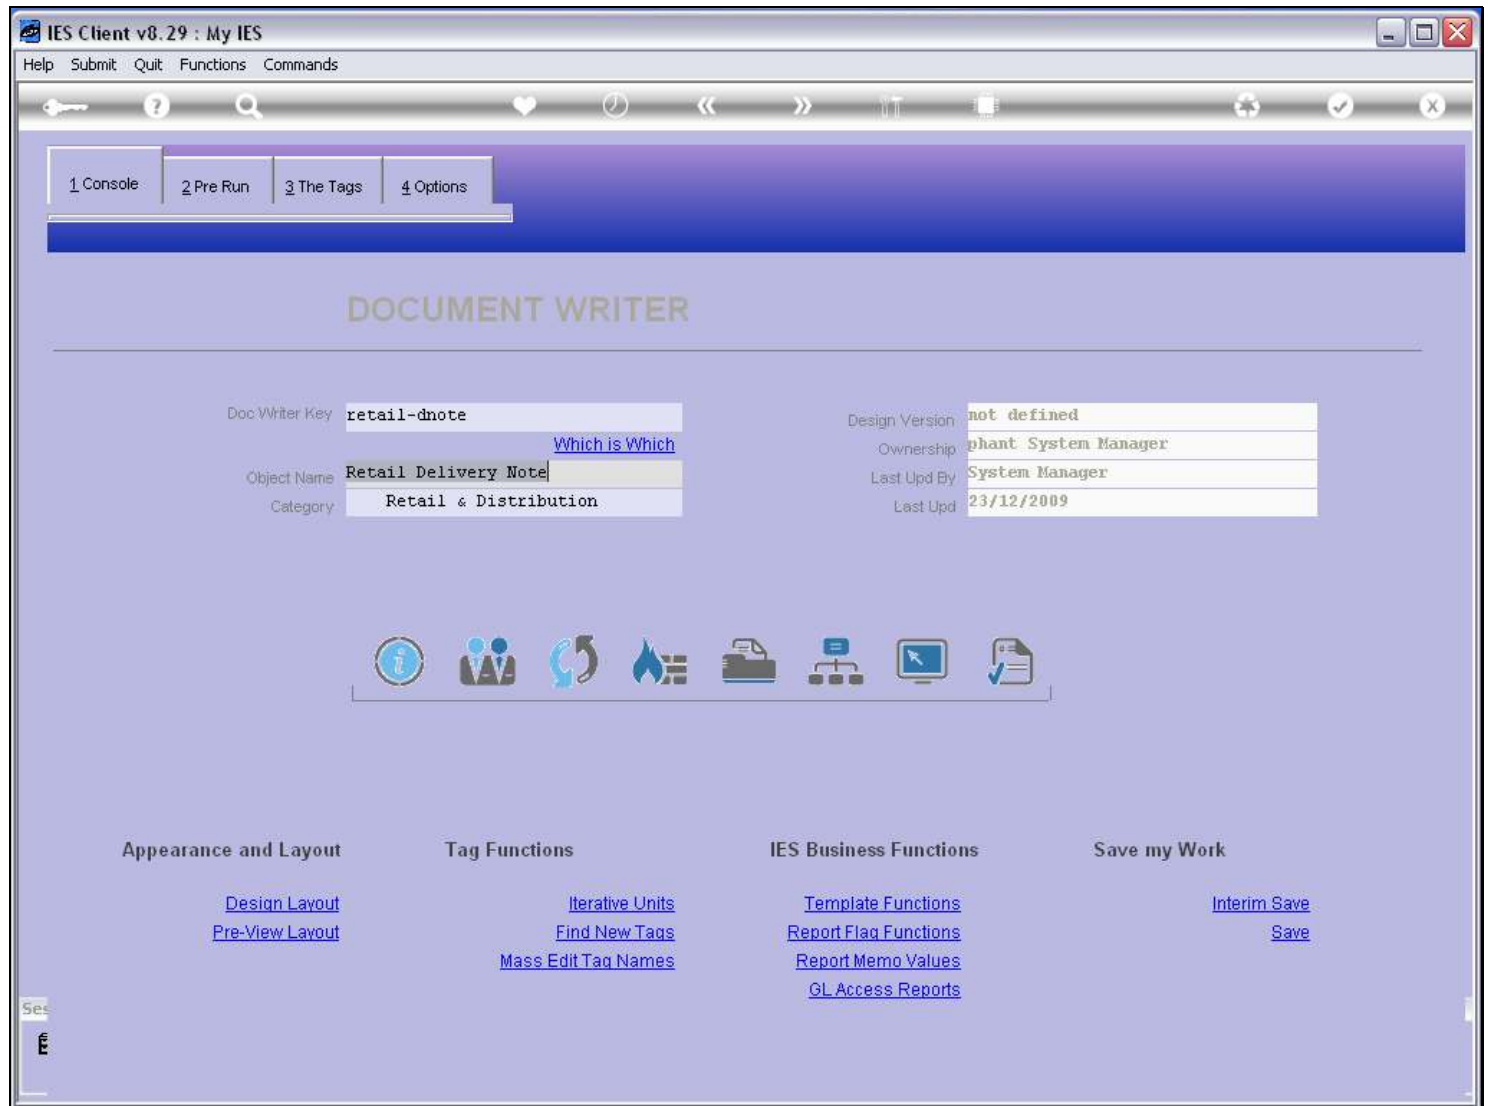 IES Client v8.29 : My IES
Help Submit Quit Functions Commands
1 Console 2 Pre Run 3 The Tags 4 Options
DOCUMENT WRITER
Doc Writer Key retail-dnote
Which is Which
Object Name Retail Delivery Note
Category Retail & Distribution
Design Version not defined
Ownership phant System Manager
Last Upd By System Manager
Last Upd 23/12/2009
Appearance and Layout
Design Layout
Pre-View Layout
Tag Functions
Iterative Units
Find New Tags
Mass Edit Tag Names
IES Business Functions
Template Functions
Report Flag Functions
Report Memo Values
GL Access Reports
Save my Work
Interim Save
Save
Ses